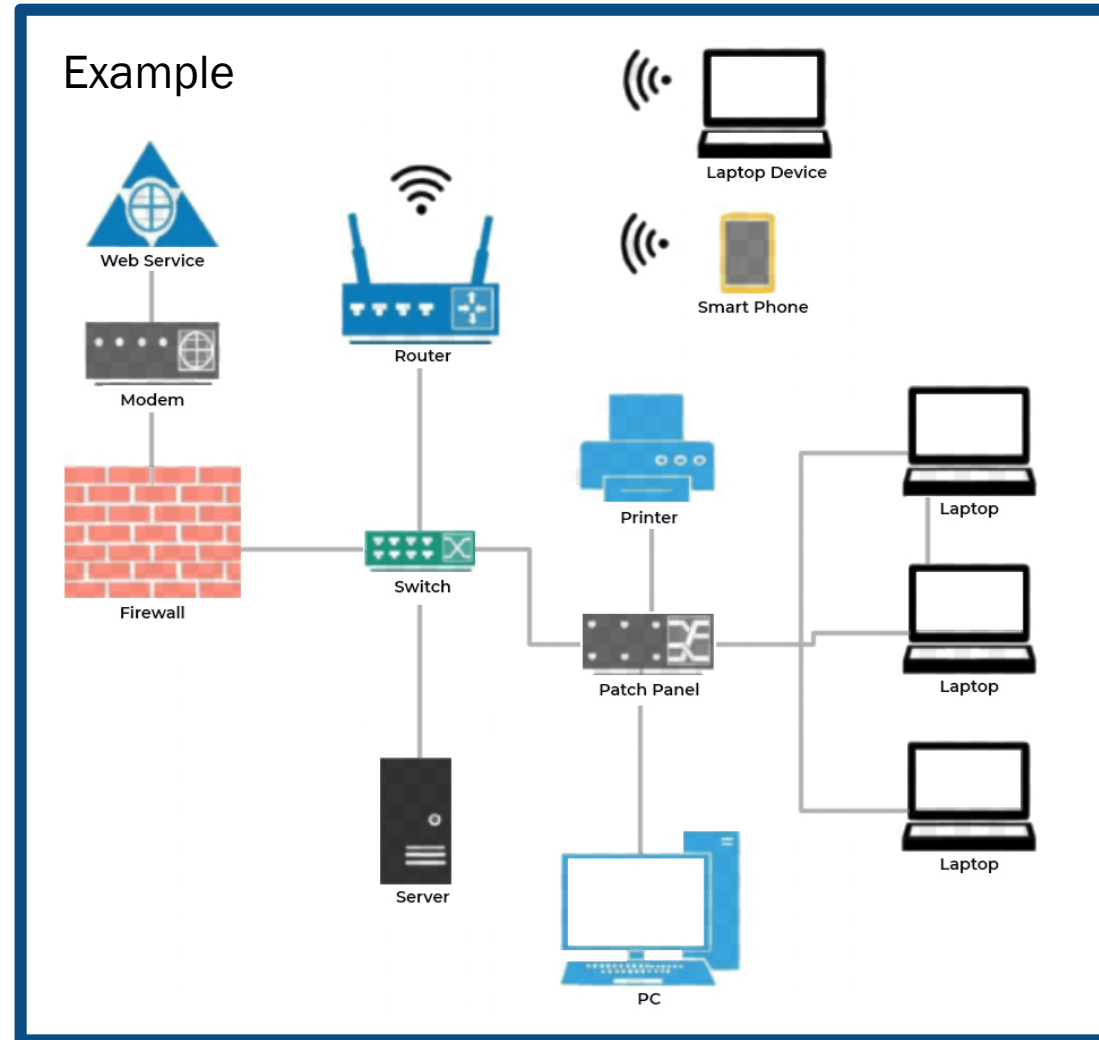 Example
Laptop Device
Web Service
Smart Phone
Router
Modem
Printer
Laptop
Switch
Firewall
Patch Panel
Laptop
Laptop
Server
PC